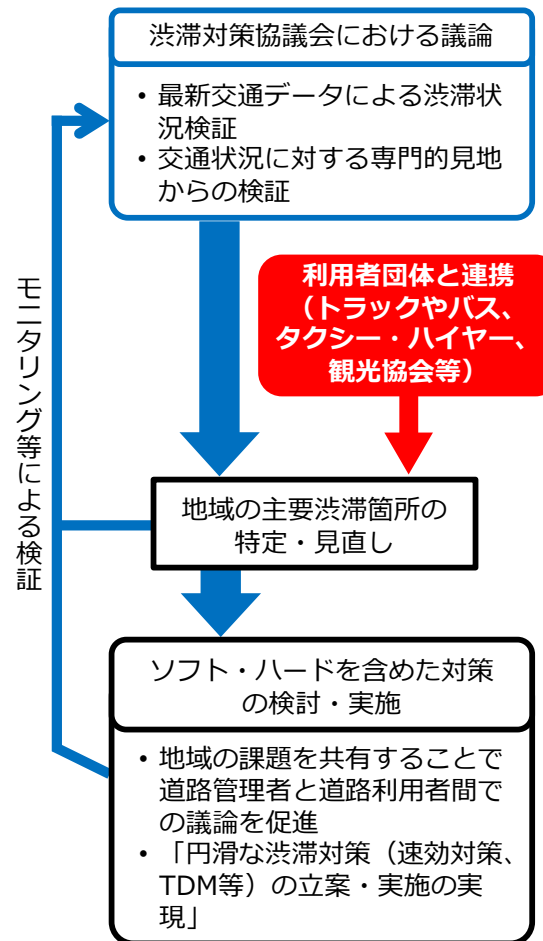 渋滞対策協議会における議論
• 最新交通データによる渋滞状
況検証
• 交通状況に対する専門的見地
からの検証
利用者団体と連携
（トラックやバス、
タクシー・ハイヤー、
観光協会等）
モニタリング等による検証
地域の主要渋滞箇所の
特定・見直し
ソフト・ハードを含めた対策
の検討・実施
• 地域の課題を共有することで
道路管理者と道路利用者間で
の議論を促進
• 「円滑な渋滞対策（速効対策、
TDM等）の立案・実施の実
現」